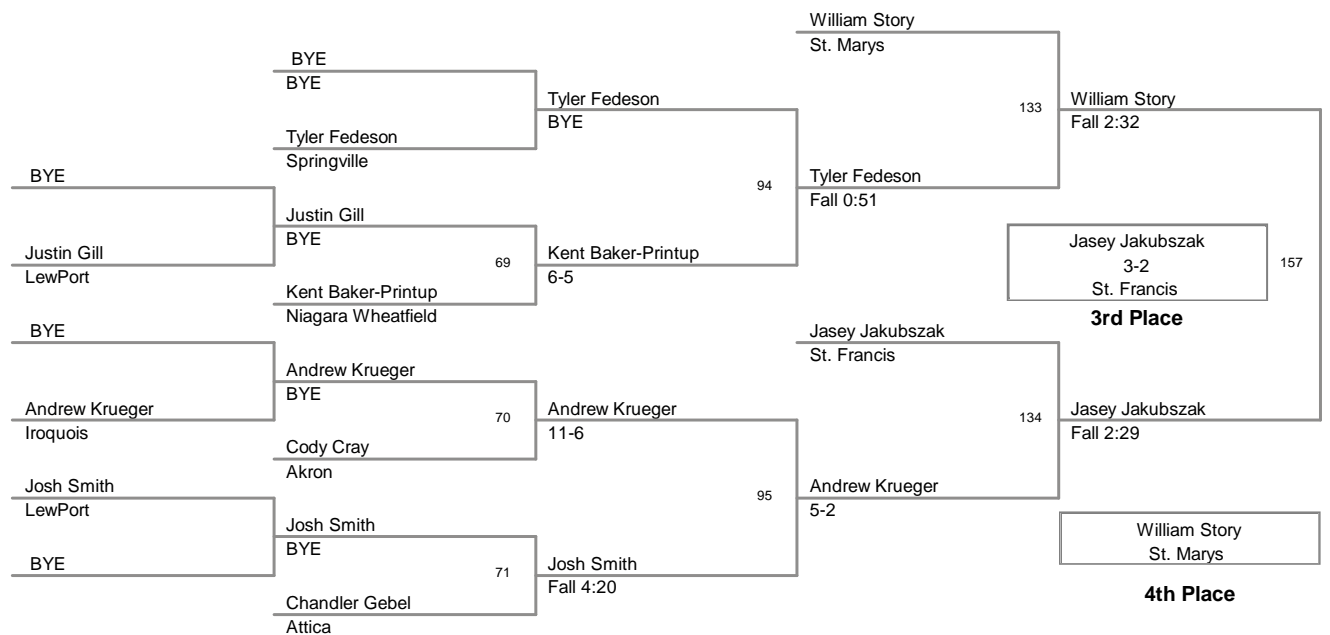 William Story
St. Marys
BYE
BYE
Tyler Fedeson
BYE
133
William Story
Fall 2:32
Tyler Fedeson
Springville
BYE
94
Tyler Fedeson
Fall 0:51
Justin Gill
BYE
Justin Gill
LewPort
69
Kent Baker-Printup
6-5
Jasey Jakubszak
3-2
St. Francis
157
3rd Place
Kent Baker-Printup
Niagara Wheatfield
BYE
Jasey Jakubszak
St. Francis
Andrew Krueger
BYE
Andrew Krueger
Iroquois
70
Andrew Krueger
11-6
134
Jasey Jakubszak
Fall 2:29
Cody Cray
Akron
Josh Smith
LewPort
95
Andrew Krueger
5-2
Josh Smith
BYE
William Story
St. Marys
4th Place
BYE
71
Josh Smith
Fall 4:20
Chandler Gebel
Attica